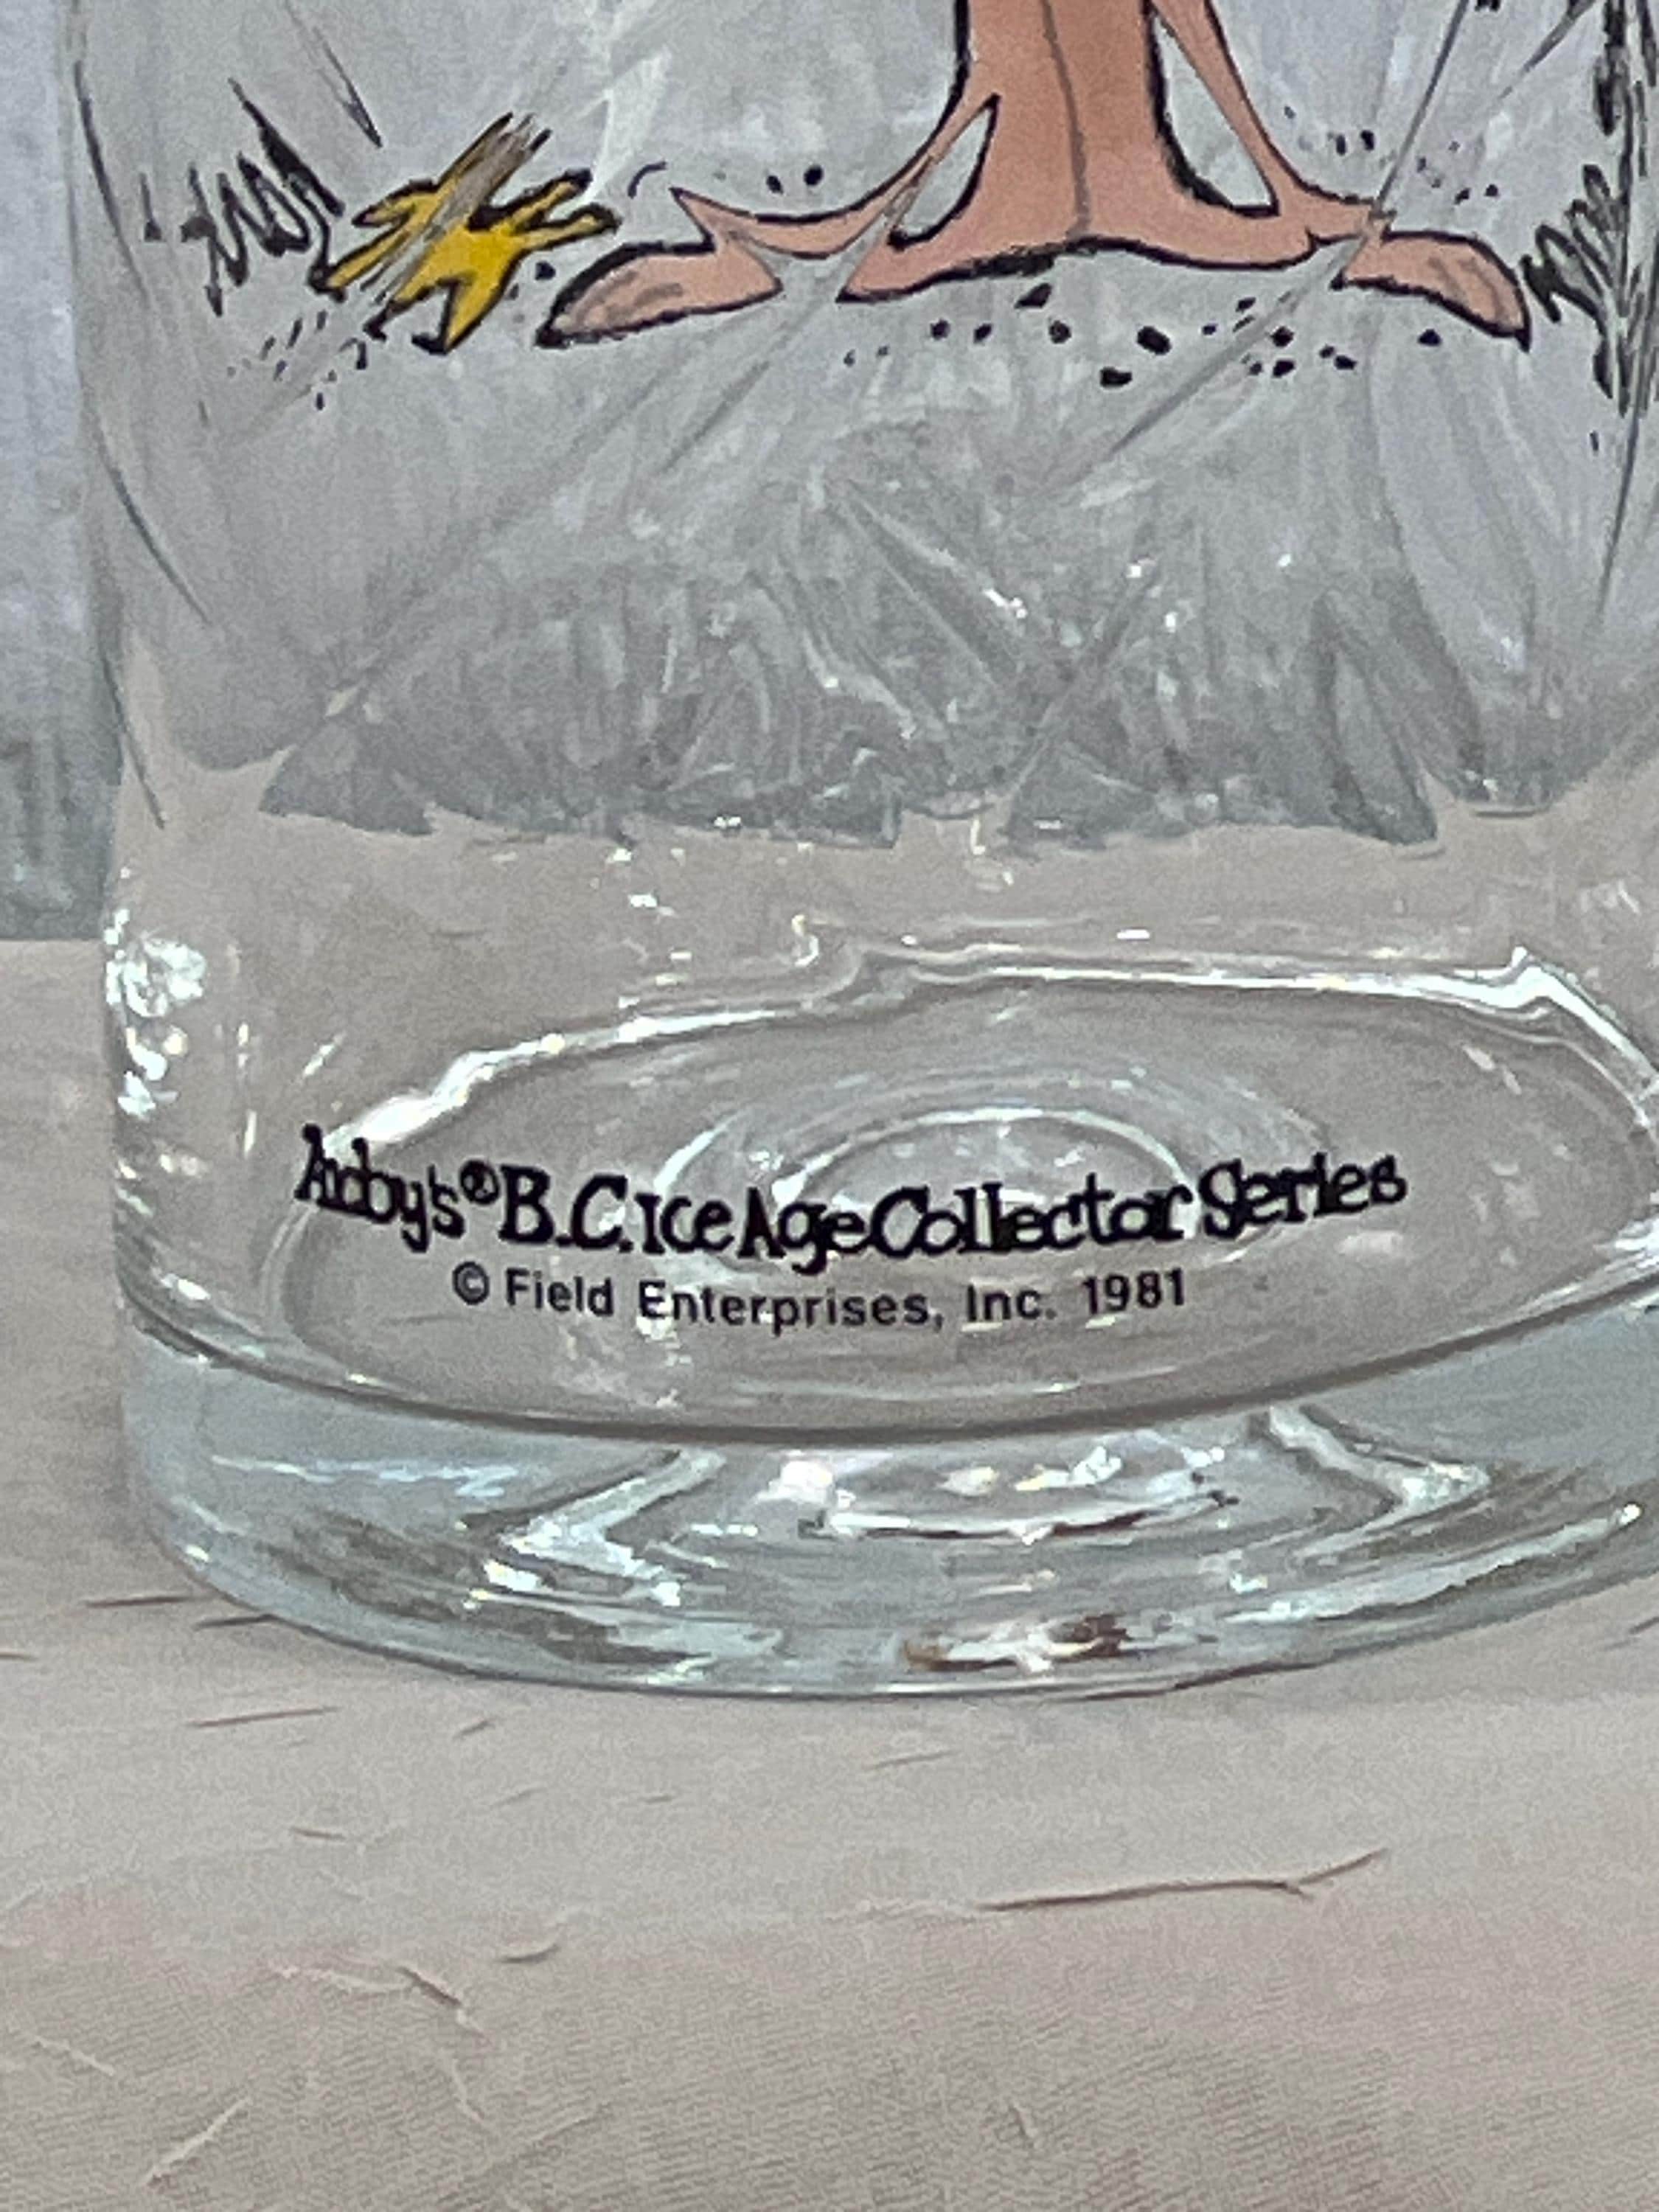 Arby's® B.C. Ice Age Collector Series
© Field Enterprises, Inc. 1981